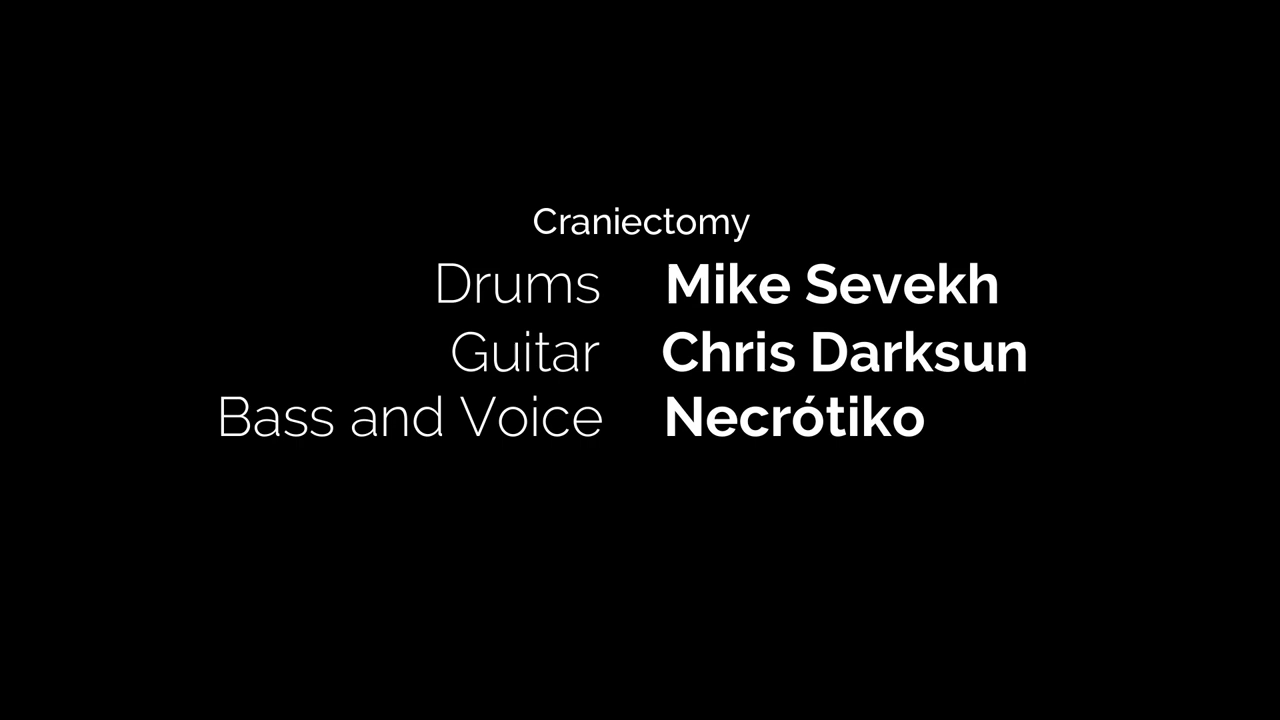 Craniectomy
Drums Mike Sevekh
Guitar Chris Darksun
Bass and Voice Necrótiko